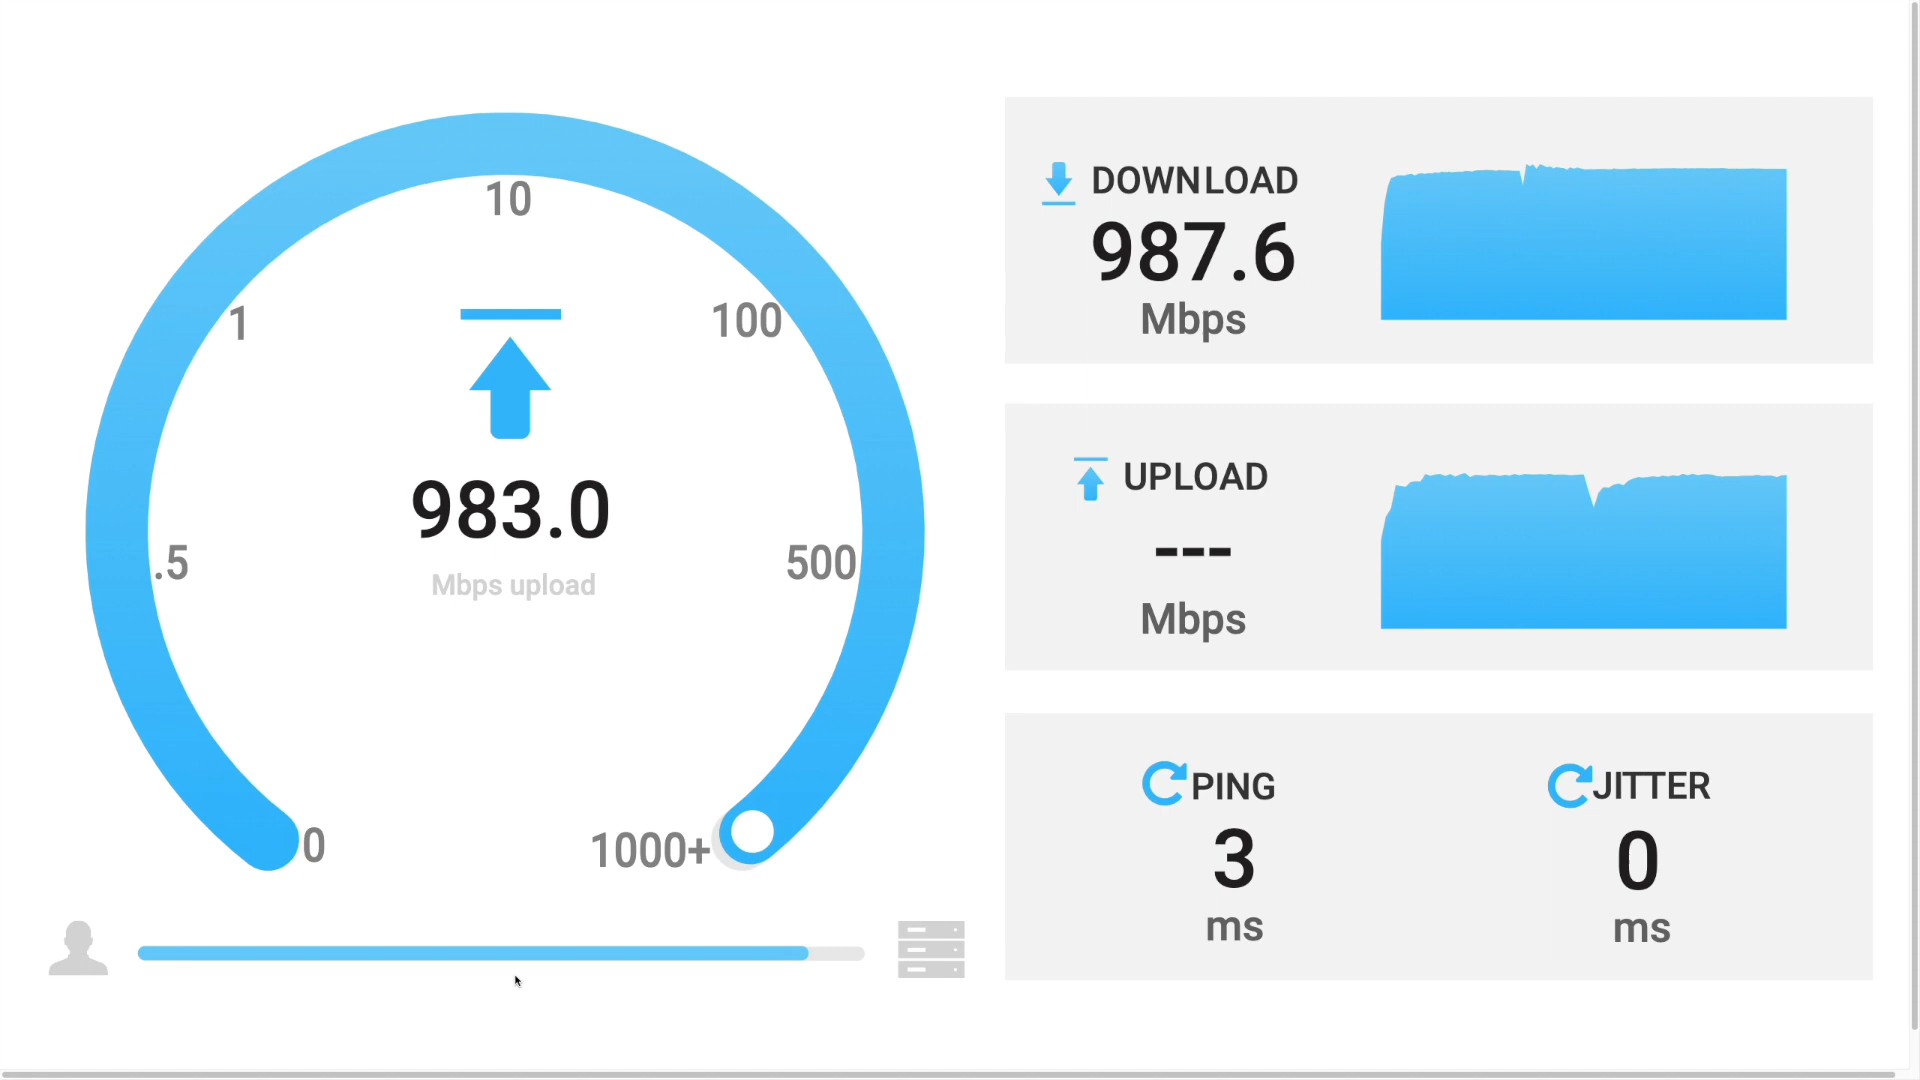 10
1
100
983.0
Mbps upload
.5
500
0
1000+
DOWNLOAD
987.6
Mbps
UPLOAD
---
Mbps
PING
3
ms
JITTER
0
ms